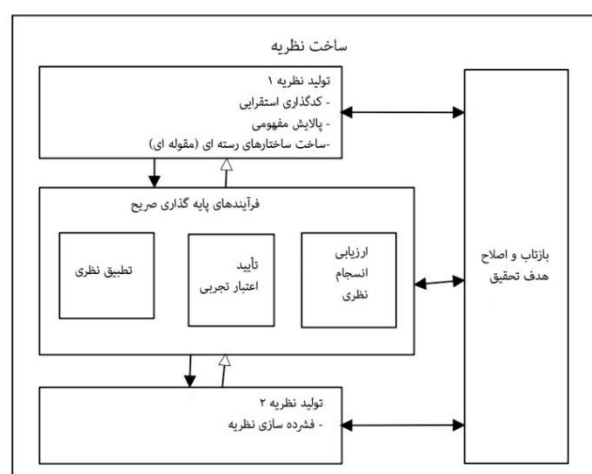 ساخت نظریه
تولید نظریه ۱
- کدگذاری استقرایی
- پالایش مفهومی
-ساخت ساختارهای رسته ای (مقوله ای)
فرآیندهای پایه گذاری صریح
ارزیابی
انسجام
نظری
تأیید
اعتبار تجربی
تطبیق نظری
تولید نظریه ۲
- فشرده سازی نظریه
بازتاب و اصلاح
هدف تحقیق